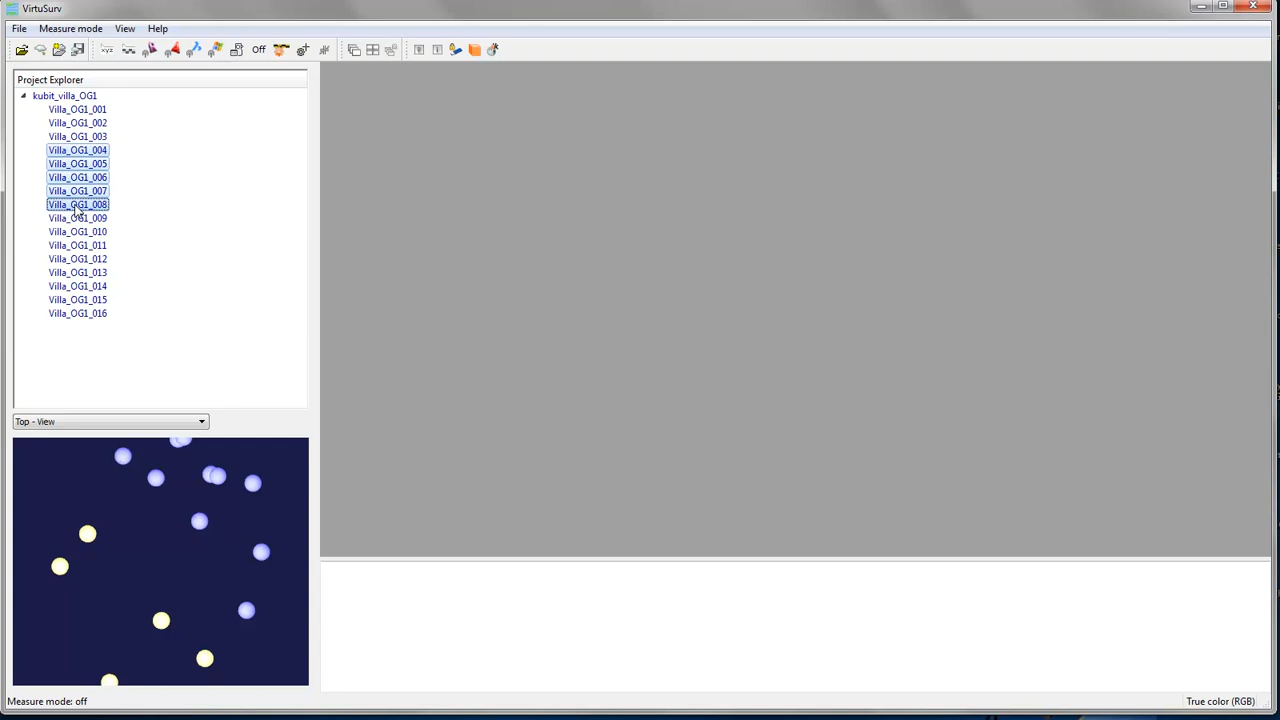 VirtuSurv
File Measure mode View Help
xyz Off
Project Explorer
kubit_villa_OG1
Villa_OG1_001
Villa_OG1_002
Villa_OG1_003
Villa_OG1_004
Villa_OG1_005
Villa_OG1_006
Villa_OG1_007
Villa_OG1_008
Villa_OG1_009
Villa_OG1_010
Villa_OG1_011
Villa_OG1_012
Villa_OG1_013
Villa_OG1_014
Villa_OG1_015
Villa_OG1_016
Top - View
Measure mode: off True color (RGB)